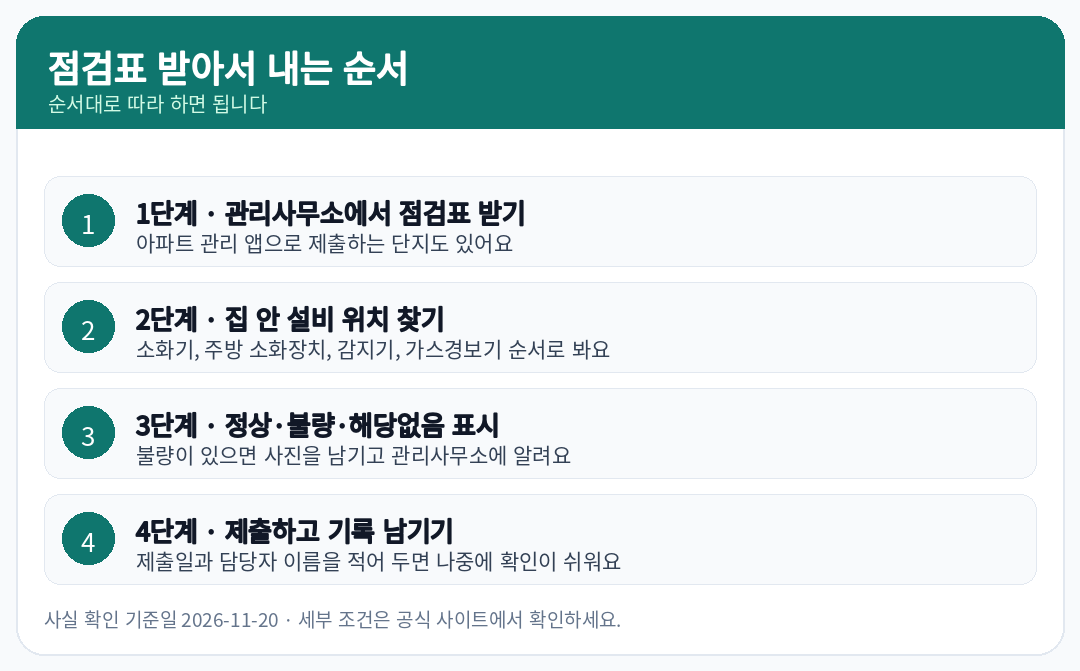 점검표 받아서 내는 순서
순서대로 따라 하면 됩니다
1
1단계 · 관리사무소에서 점검표 받기
아파트 관리 앱으로 제출하는 단지도 있어요
2
2단계 · 집 안 설비 위치 찾기
소화기, 주방 소화장치, 감지기, 가스경보기 순서로 봐요
3
3단계 · 정상·불량·해당없음 표시
불량이 있으면 사진을 남기고 관리사무소에 알려요
4
4단계 · 제출하고 기록 남기기
제출일과 담당자 이름을 적어 두면 나중에 확인이 쉬워요
사실 확인 기준일 2026-11-20 · 세부 조건은 공식 사이트에서 확인하세요.